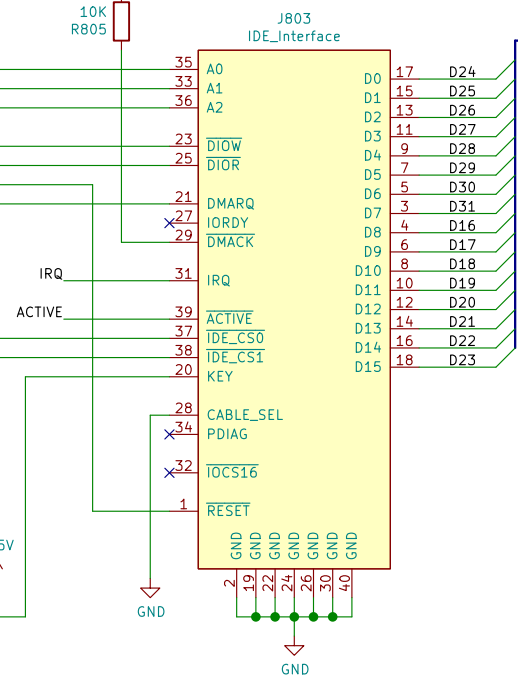 10K
R805
J803
IDE_Interface
35 A0
33 A1
36 A2
23 DIOW
25 DIOR
21 DMARQ
27 IORDY
29 DMACK
IRQ 31 IRQ
ACTIVE 39 ACTIVE
37 IDE_CS0
38 IDE_CS1
20 KEY
28 CABLE_SEL
34 PDIAG
32 IOCS16
1 RESET
D0 17 D24
D1 15 D25
D2 13 D26
D3 11 D27
D4 9 D28
D5 7 D29
D6 5 D30
D7 3 D31
D8 4 D16
D9 6 D17
D10 8 D18
D11 10 D19
D12 12 D20
D13 14 D21
D14 16 D22
D15 18 D23
GND GND GND GND GND GND GND
2 19 22 24 26 30 40
5V
GND
GND